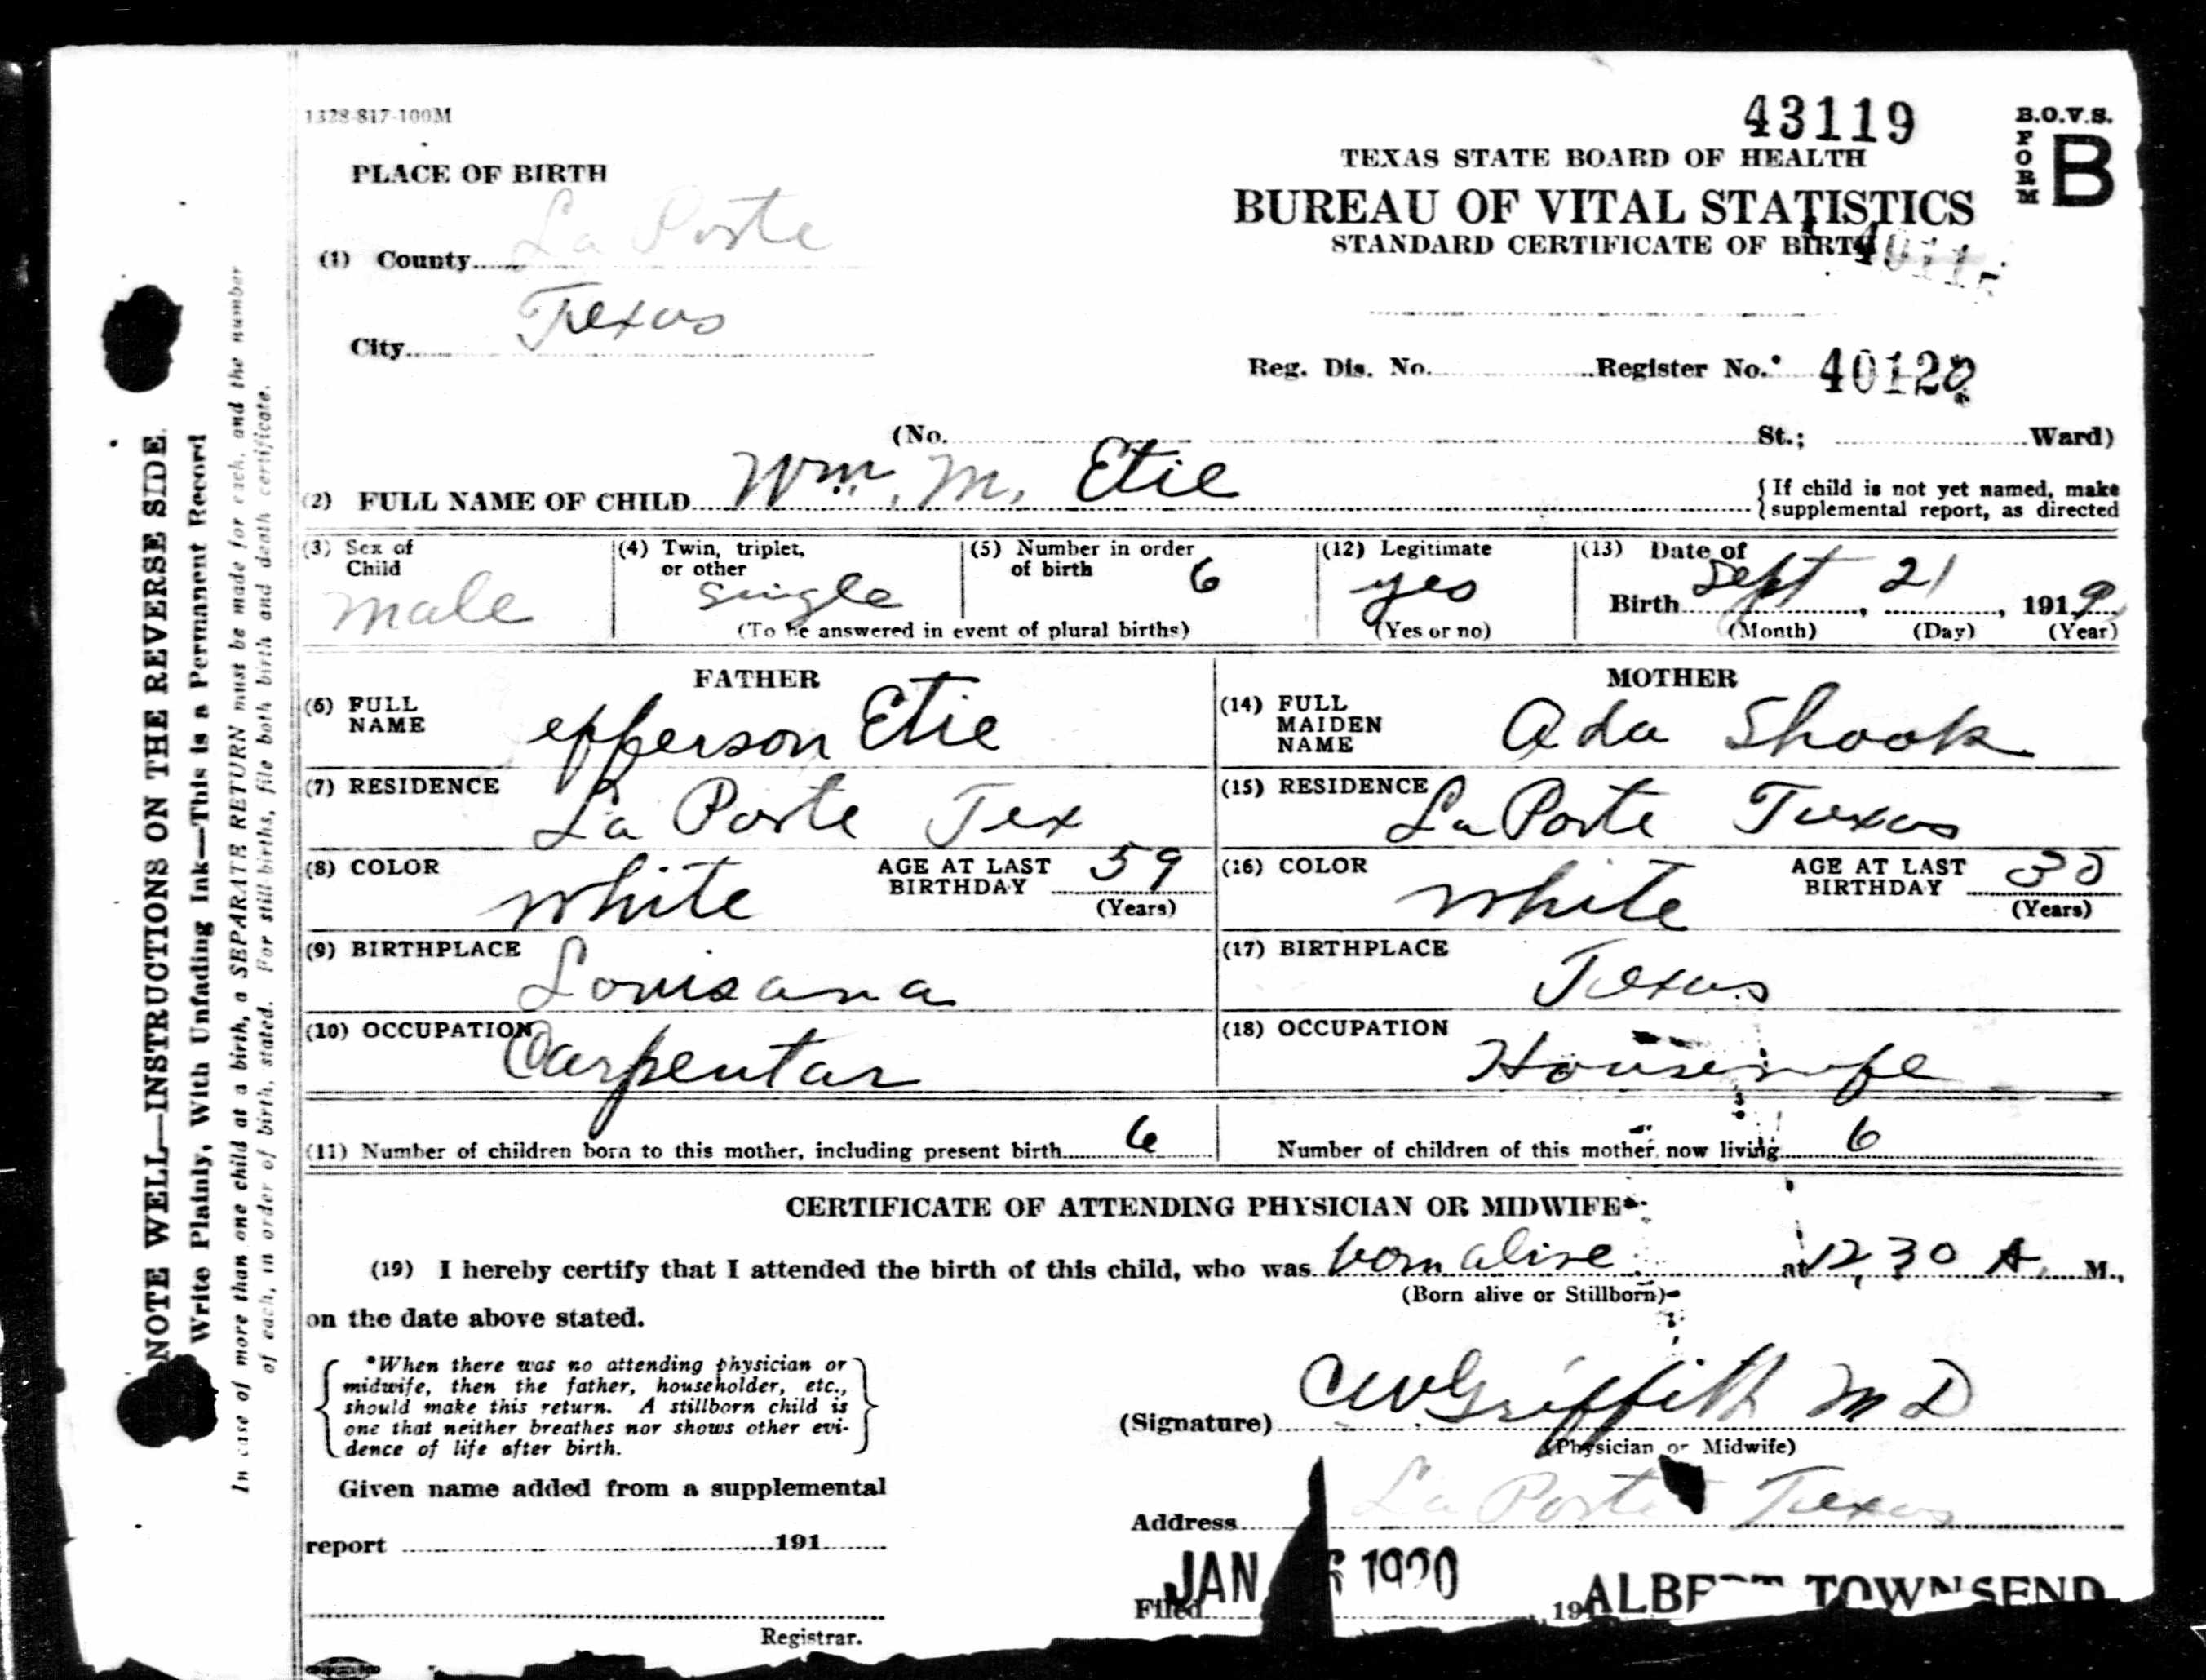 1328-817-100M
43119
B.O.V.S.
FORM B
TEXAS STATE BOARD OF HEALTH
BUREAU OF VITAL STATISTICS
STANDARD CERTIFICATE OF BIRTH
PLACE OF BIRTH
(1) County La Porte
City Texas
Reg. Dis. No. Register No. 40120
(No. St.; Ward)
(2) FULL NAME OF CHILD Wm. M. Etie
{If child is not yet named, make
supplemental report, as directed
(3) Sex of Child male
(4) Twin, triplet, or other single
(5) Number in order of birth 6
(To be answered in event of plural births)
(12) Legitimate yes
(Yes or no)
(13) Date of Birth Sept 21, 1919
(Month) (Day) (Year)
FATHER
(6) FULL NAME efferson Etie
(7) RESIDENCE La Porte Tex
(8) COLOR white AGE AT LAST BIRTHDAY 59
(Years)
(9) BIRTHPLACE Louisana
(10) OCCUPATION Carpentar
MOTHER
(14) FULL MAIDEN NAME Ada Shook
(15) RESIDENCE La Porte Texas
(16) COLOR white AGE AT LAST BIRTHDAY 30
(Years)
(17) BIRTHPLACE Texas
(18) OCCUPATION Housewife
(11) Number of children born to this mother, including present birth 6
Number of children of this mother now living 6
CERTIFICATE OF ATTENDING PHYSICIAN OR MIDWIFE*
(19) I hereby certify that I attended the birth of this child, who was born alive at 12,30 A. M.,
(Born alive or Stillborn)
on the date above stated.
*When there was no attending physician or
midwife, then the father, householder, etc.,
should make this return. A stillborn child is
one that neither breathes nor shows other evi-
dence of life after birth.
(Signature) CW Griffith MD
(Physician or Midwife)
Given name added from a supplemental
report 191
Address La Porte Texas
Filed JAN 6 1920 19 ALBERT TOWNSEND
Registrar.
NOTE WELL—INSTRUCTIONS ON THE REVERSE SIDE.
Write Plainly, With Unfading Ink—This is a Permanent Record
In case of more than one child at a birth, a SEPARATE RETURN must be made for each, and the number
of each, in order of birth, stated. For still-births, file both birth and death certificate.